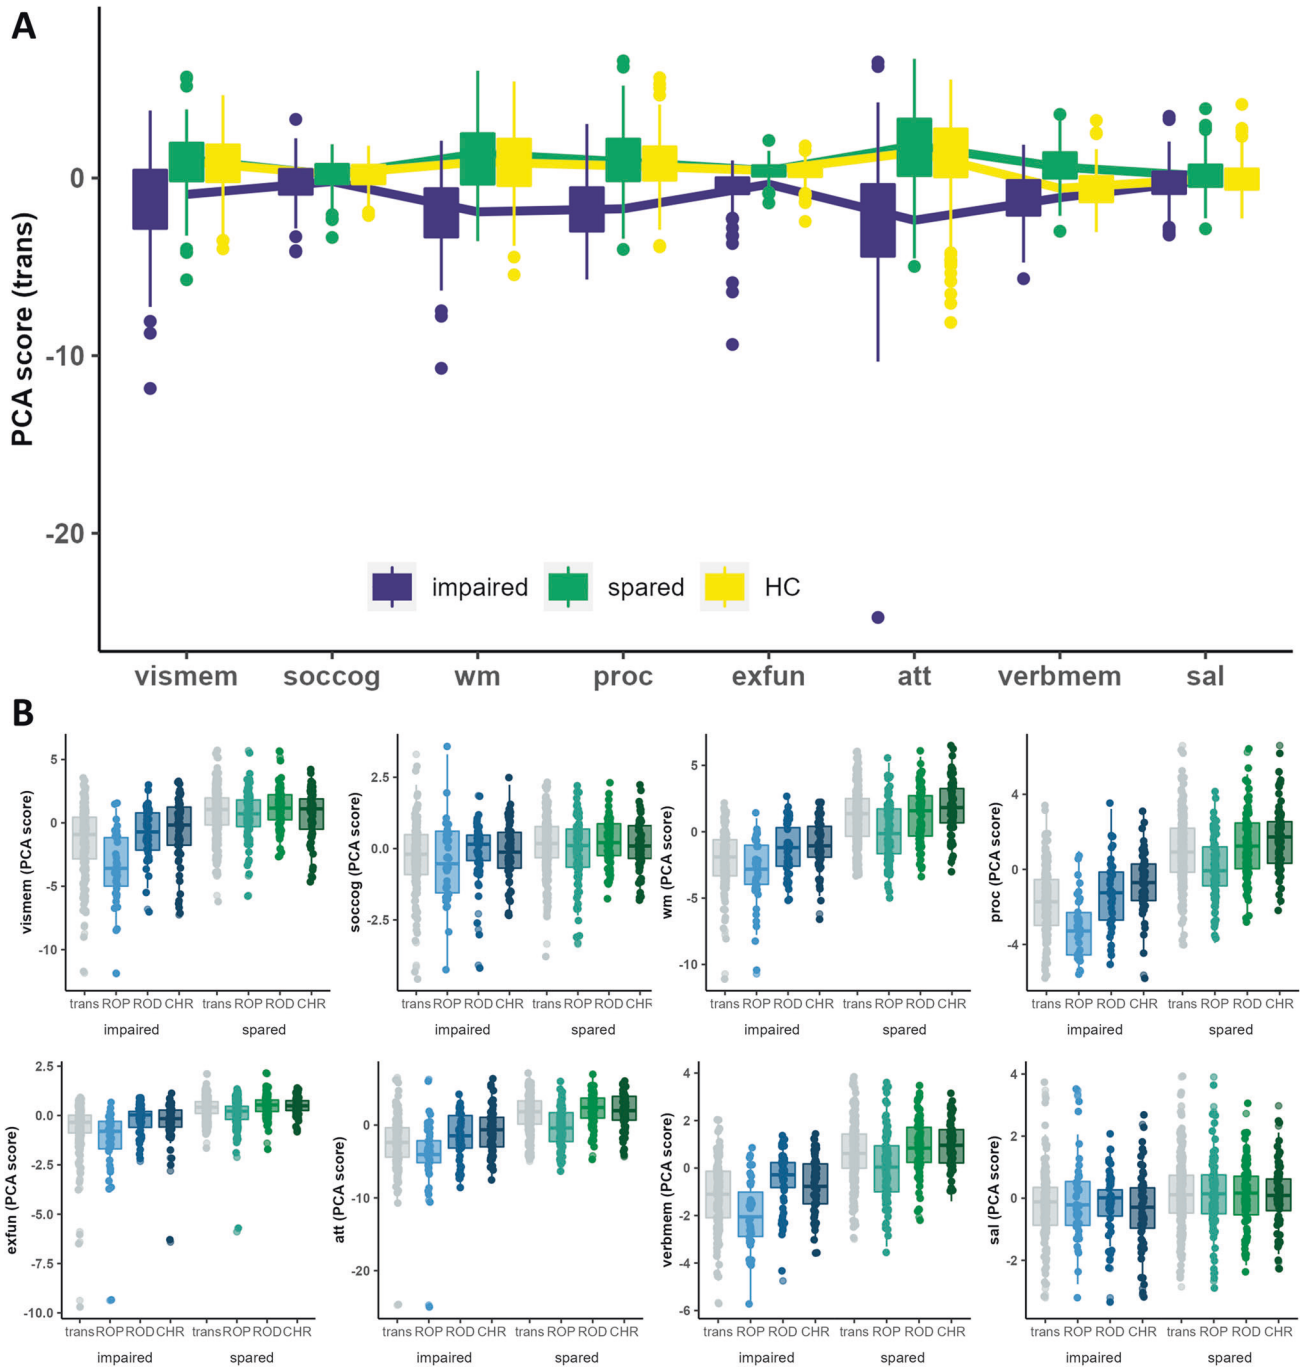 A
PCA score (trans)
0
-10
-20
impaired spared HC
vismem soccog wm proc exfun att verbmem sal
B
vismem (PCA score)
5
0
-5
-10
trans ROP ROD CHR trans ROP ROD CHR
impaired spared
soccog (PCA score)
2.5
0.0
-2.5
trans ROP ROD CHR trans ROP ROD CHR
impaired spared
wm (PCA score)
5
0
-5
-10
trans ROP ROD CHR trans ROP ROD CHR
impaired spared
proc (PCA score)
4
0
-4
trans ROP ROD CHR trans ROP ROD CHR
impaired spared
exfun (PCA score)
2.5
0.0
-2.5
-5.0
-7.5
-10.0
trans ROP ROD CHR trans ROP ROD CHR
impaired spared
att (PCA score)
0
-10
-20
trans ROP ROD CHR trans ROP ROD CHR
impaired spared
verbmem (PCA score)
4
2
0
-2
-4
-6
trans ROP ROD CHR trans ROP ROD CHR
impaired spared
sal (PCA score)
4
2
0
-2
trans ROP ROD CHR trans ROP ROD CHR
impaired spared